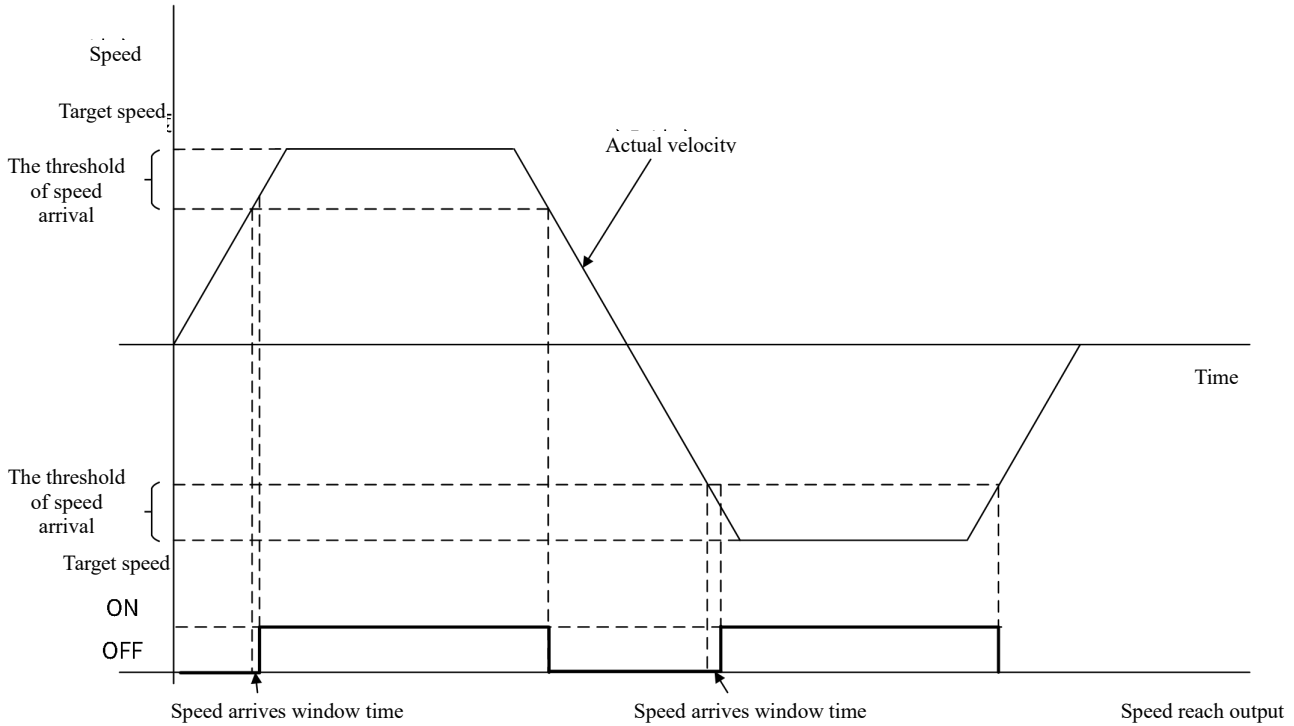 Speed
Target speed
Actual velocity
The threshold
of speed
arrival
Time
The threshold
of speed
arrival
Target speed
ON
OFF
Speed arrives window time
Speed arrives window time
Speed reach output